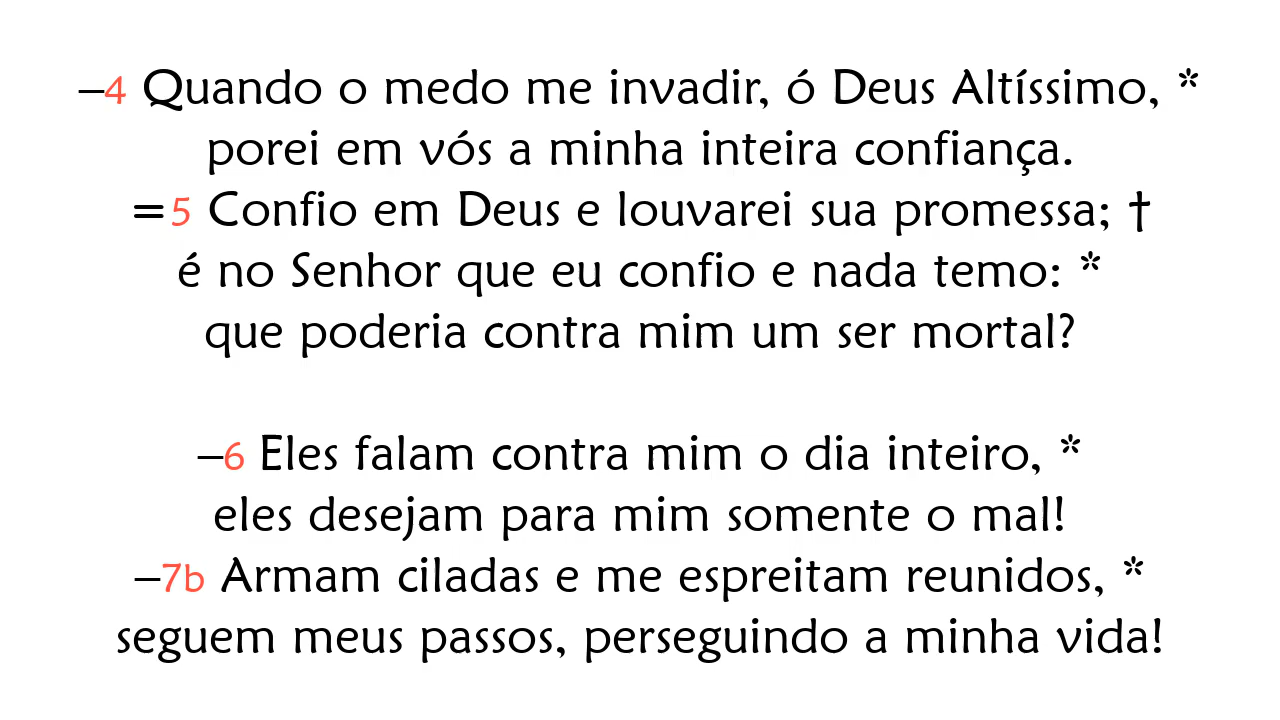 –4 Quando o medo me invadir, ó Deus Altíssimo, *
porei em vós a minha inteira confiança.
=5 Confio em Deus e louvarei sua promessa; †
é no Senhor que eu confio e nada temo: *
que poderia contra mim um ser mortal?
–6 Eles falam contra mim o dia inteiro, *
eles desejam para mim somente o mal!
–7b Armam ciladas e me espreitam reunidos, *
seguem meus passos, perseguindo a minha vida!